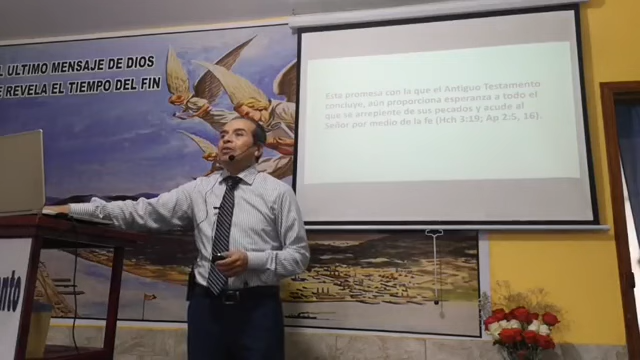 L ULTIMO MENSAJE DE DIOS
E REVELA EL TIEMPO DEL FIN
Esta promesa con la que el Antiguo Testamento
concluye, aún proporciona esperanza a todo el
que se arrepiente de sus pecados y acude al
señor por medio de la fe (Hch 3:19; Ap 2:5, 16).
nto